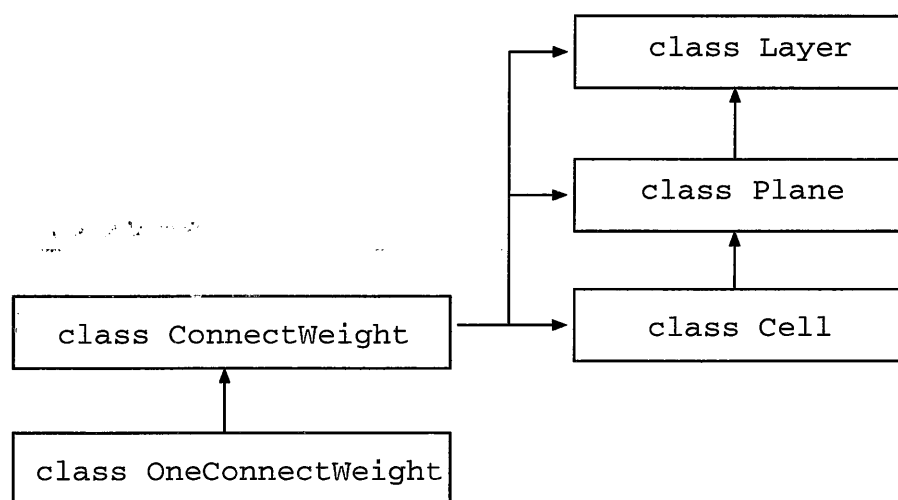 class Layer
class Plane
class Cell
class ConnectWeight
class OneConnectWeight